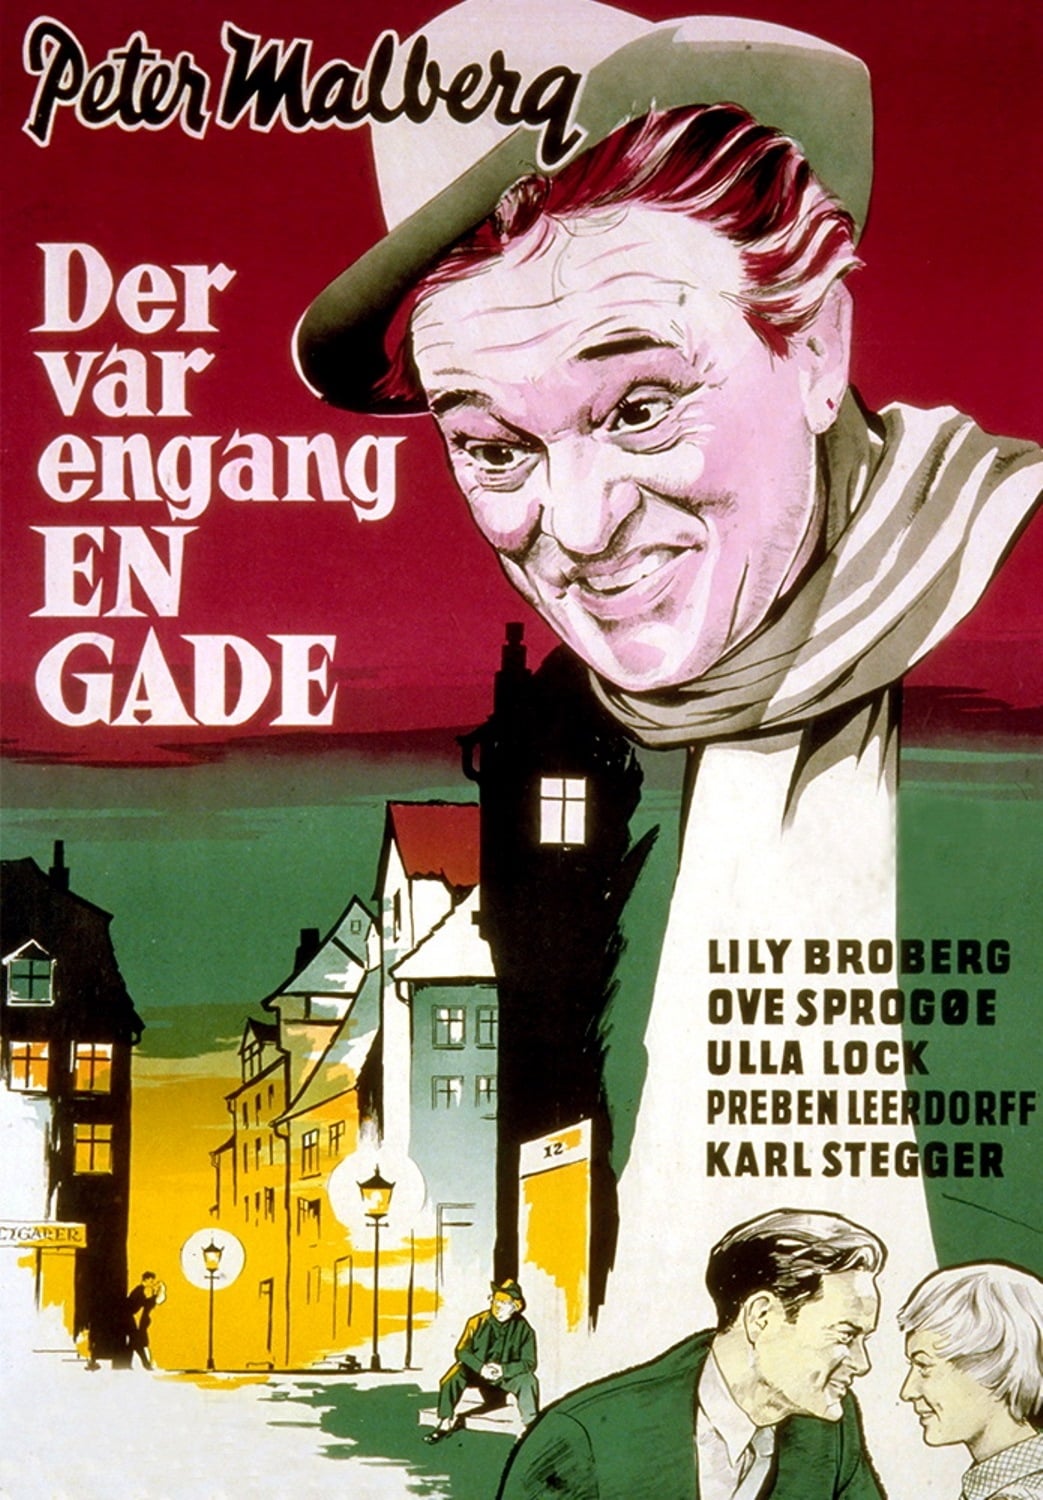 Peter Malberg
Der
var
engang
EN
GADE
LILY BROBERG
OVE SPROGØE
ULLA LOCK
PREBEN LEERDORFF
KARL STEGGER
12
CIGARER